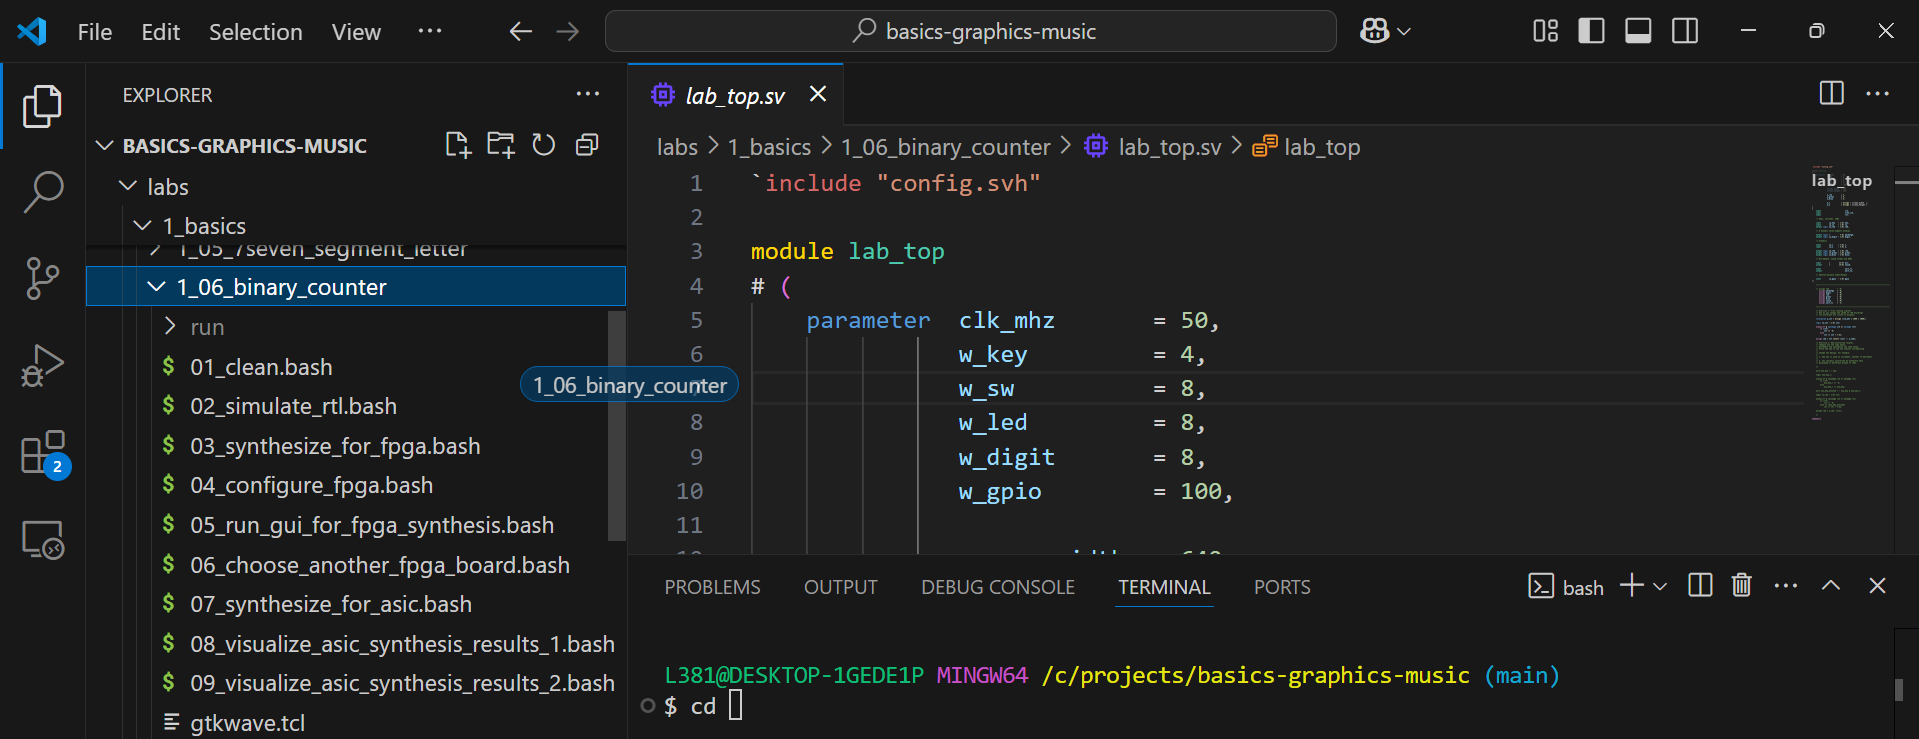 File Edit Selection View ... basics-graphics-music
EXPLORER
BASICS-GRAPHICS-MUSIC
labs
1_basics
1_05_7seven_segment_letter
1_06_binary_counter
run
01_clean.bash
02_simulate_rtl.bash
03_synthesize_for_fpga.bash
04_configure_fpga.bash
05_run_gui_for_fpga_synthesis.bash
06_choose_another_fpga_board.bash
07_synthesize_for_asic.bash
08_visualize_asic_synthesis_results_1.bash
09_visualize_asic_synthesis_results_2.bash
gtkwave.tcl
2
1_06_binary_counter
lab_top.sv
labs > 1_basics > 1_06_binary_counter > lab_top.sv > lab_top
1 `include "config.svh"
2
3 module lab_top
4 # (
5 parameter clk_mhz = 50,
6 w_key = 4,
w_sw = 8,
8 w_led = 8,
9 w_digit = 8,
10 w_gpio = 100,
11
lab_top
PROBLEMS OUTPUT DEBUG CONSOLE TERMINAL PORTS
bash
L381@DESKTOP-1GEDE1P MINGW64 /c/projects/basics-graphics-music (main)
$ cd